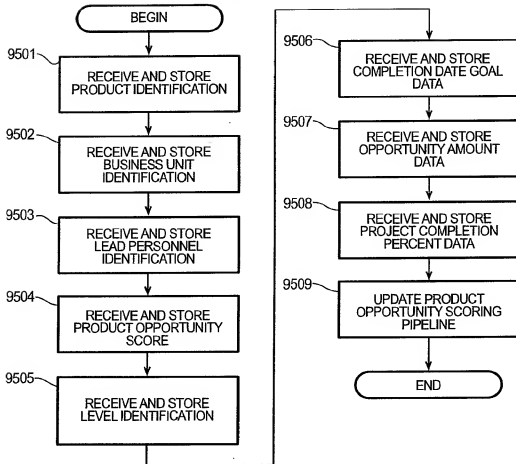 BEGIN
9501
RECEIVE AND STORE
PRODUCT IDENTIFICATION
9502
RECEIVE AND STORE
BUSINESS UNIT
IDENTIFICATION
9503
RECEIVE AND STORE
LEAD PERSONNEL
IDENTIFICATION
9504
RECEIVE AND STORE
PRODUCT OPPORTUNITY
SCORE
9505
RECEIVE AND STORE
LEVEL IDENTIFICATION
9506
RECEIVE AND STORE
COMPLETION DATE GOAL
DATA
9507
RECEIVE AND STORE
OPPORTUNITY AMOUNT
DATA
9508
RECEIVE AND STORE
PROJECT COMPLETION
PERCENT DATA
9509
UPDATE PRODUCT
OPPORTUNITY SCORING
PIPELINE
END